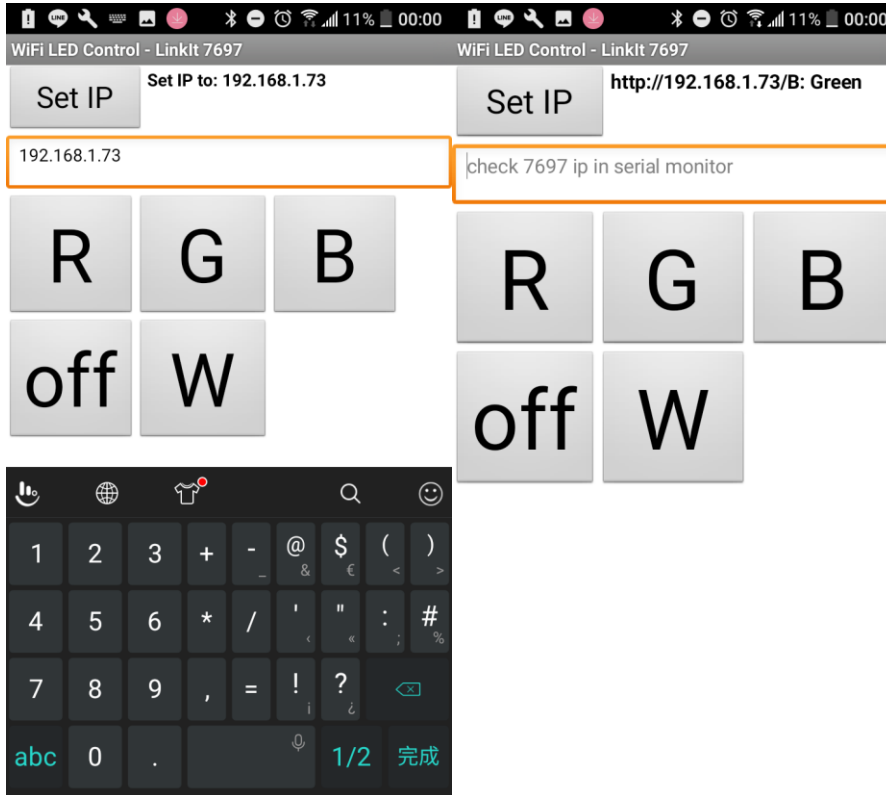 LINE 11% 00:00
WiFi LED Control - LinkIt 7697
Set IP
Set IP to: 192.168.1.73
192.168.1.73
R G B
off W
1 2 3 + - _ @ & $ € ( < ) >
4 5 6 * / ' ‹ " « : ; # %
7 8 9 , = ! ¡ ? ¿
abc 0 . 1/2 完成
LINE 11% 00:00
WiFi LED Control - LinkIt 7697
Set IP
http://192.168.1.73/B: Green
check 7697 ip in serial monitor
R G B
off W